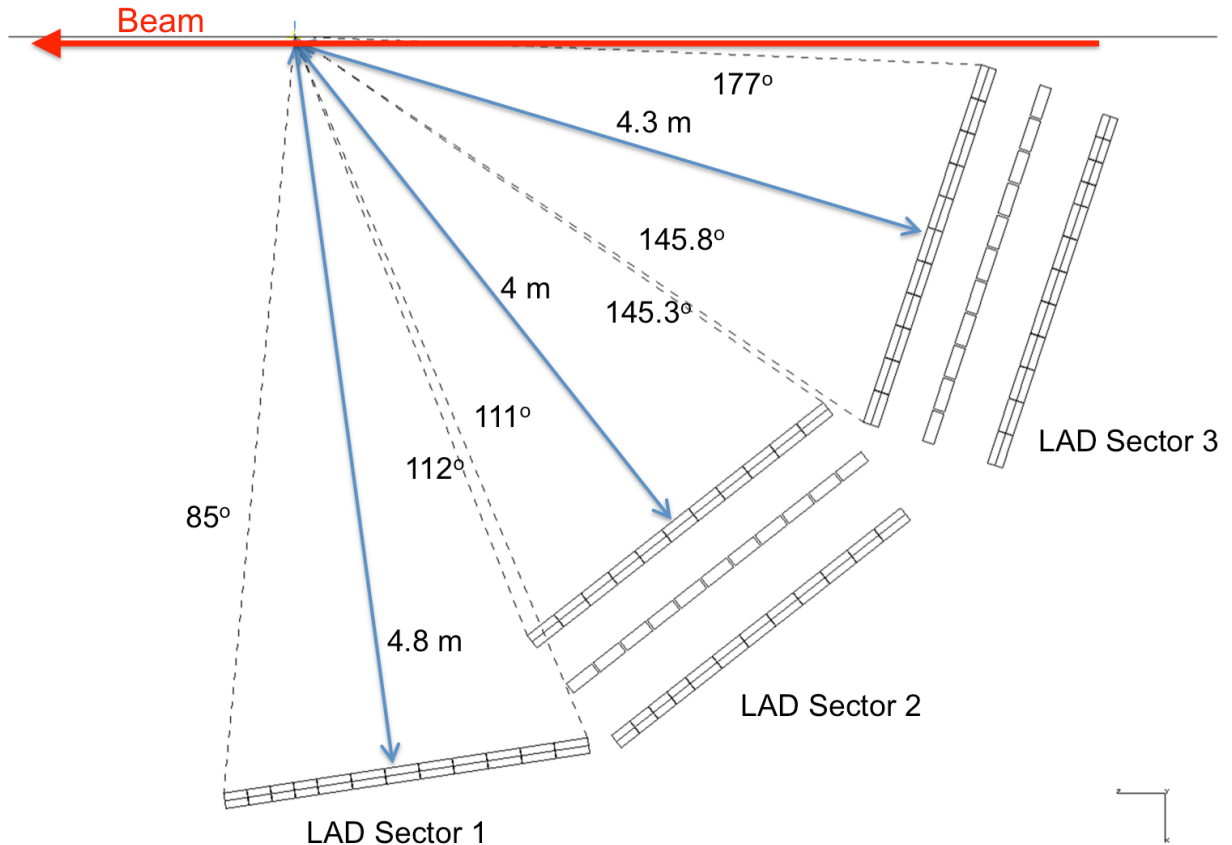 Beam
177°
4.3 m
145.8°
4 m
145.3°
111°
112°
LAD Sector 3
85°
4.8 m
LAD Sector 2
LAD Sector 1
z
y
x